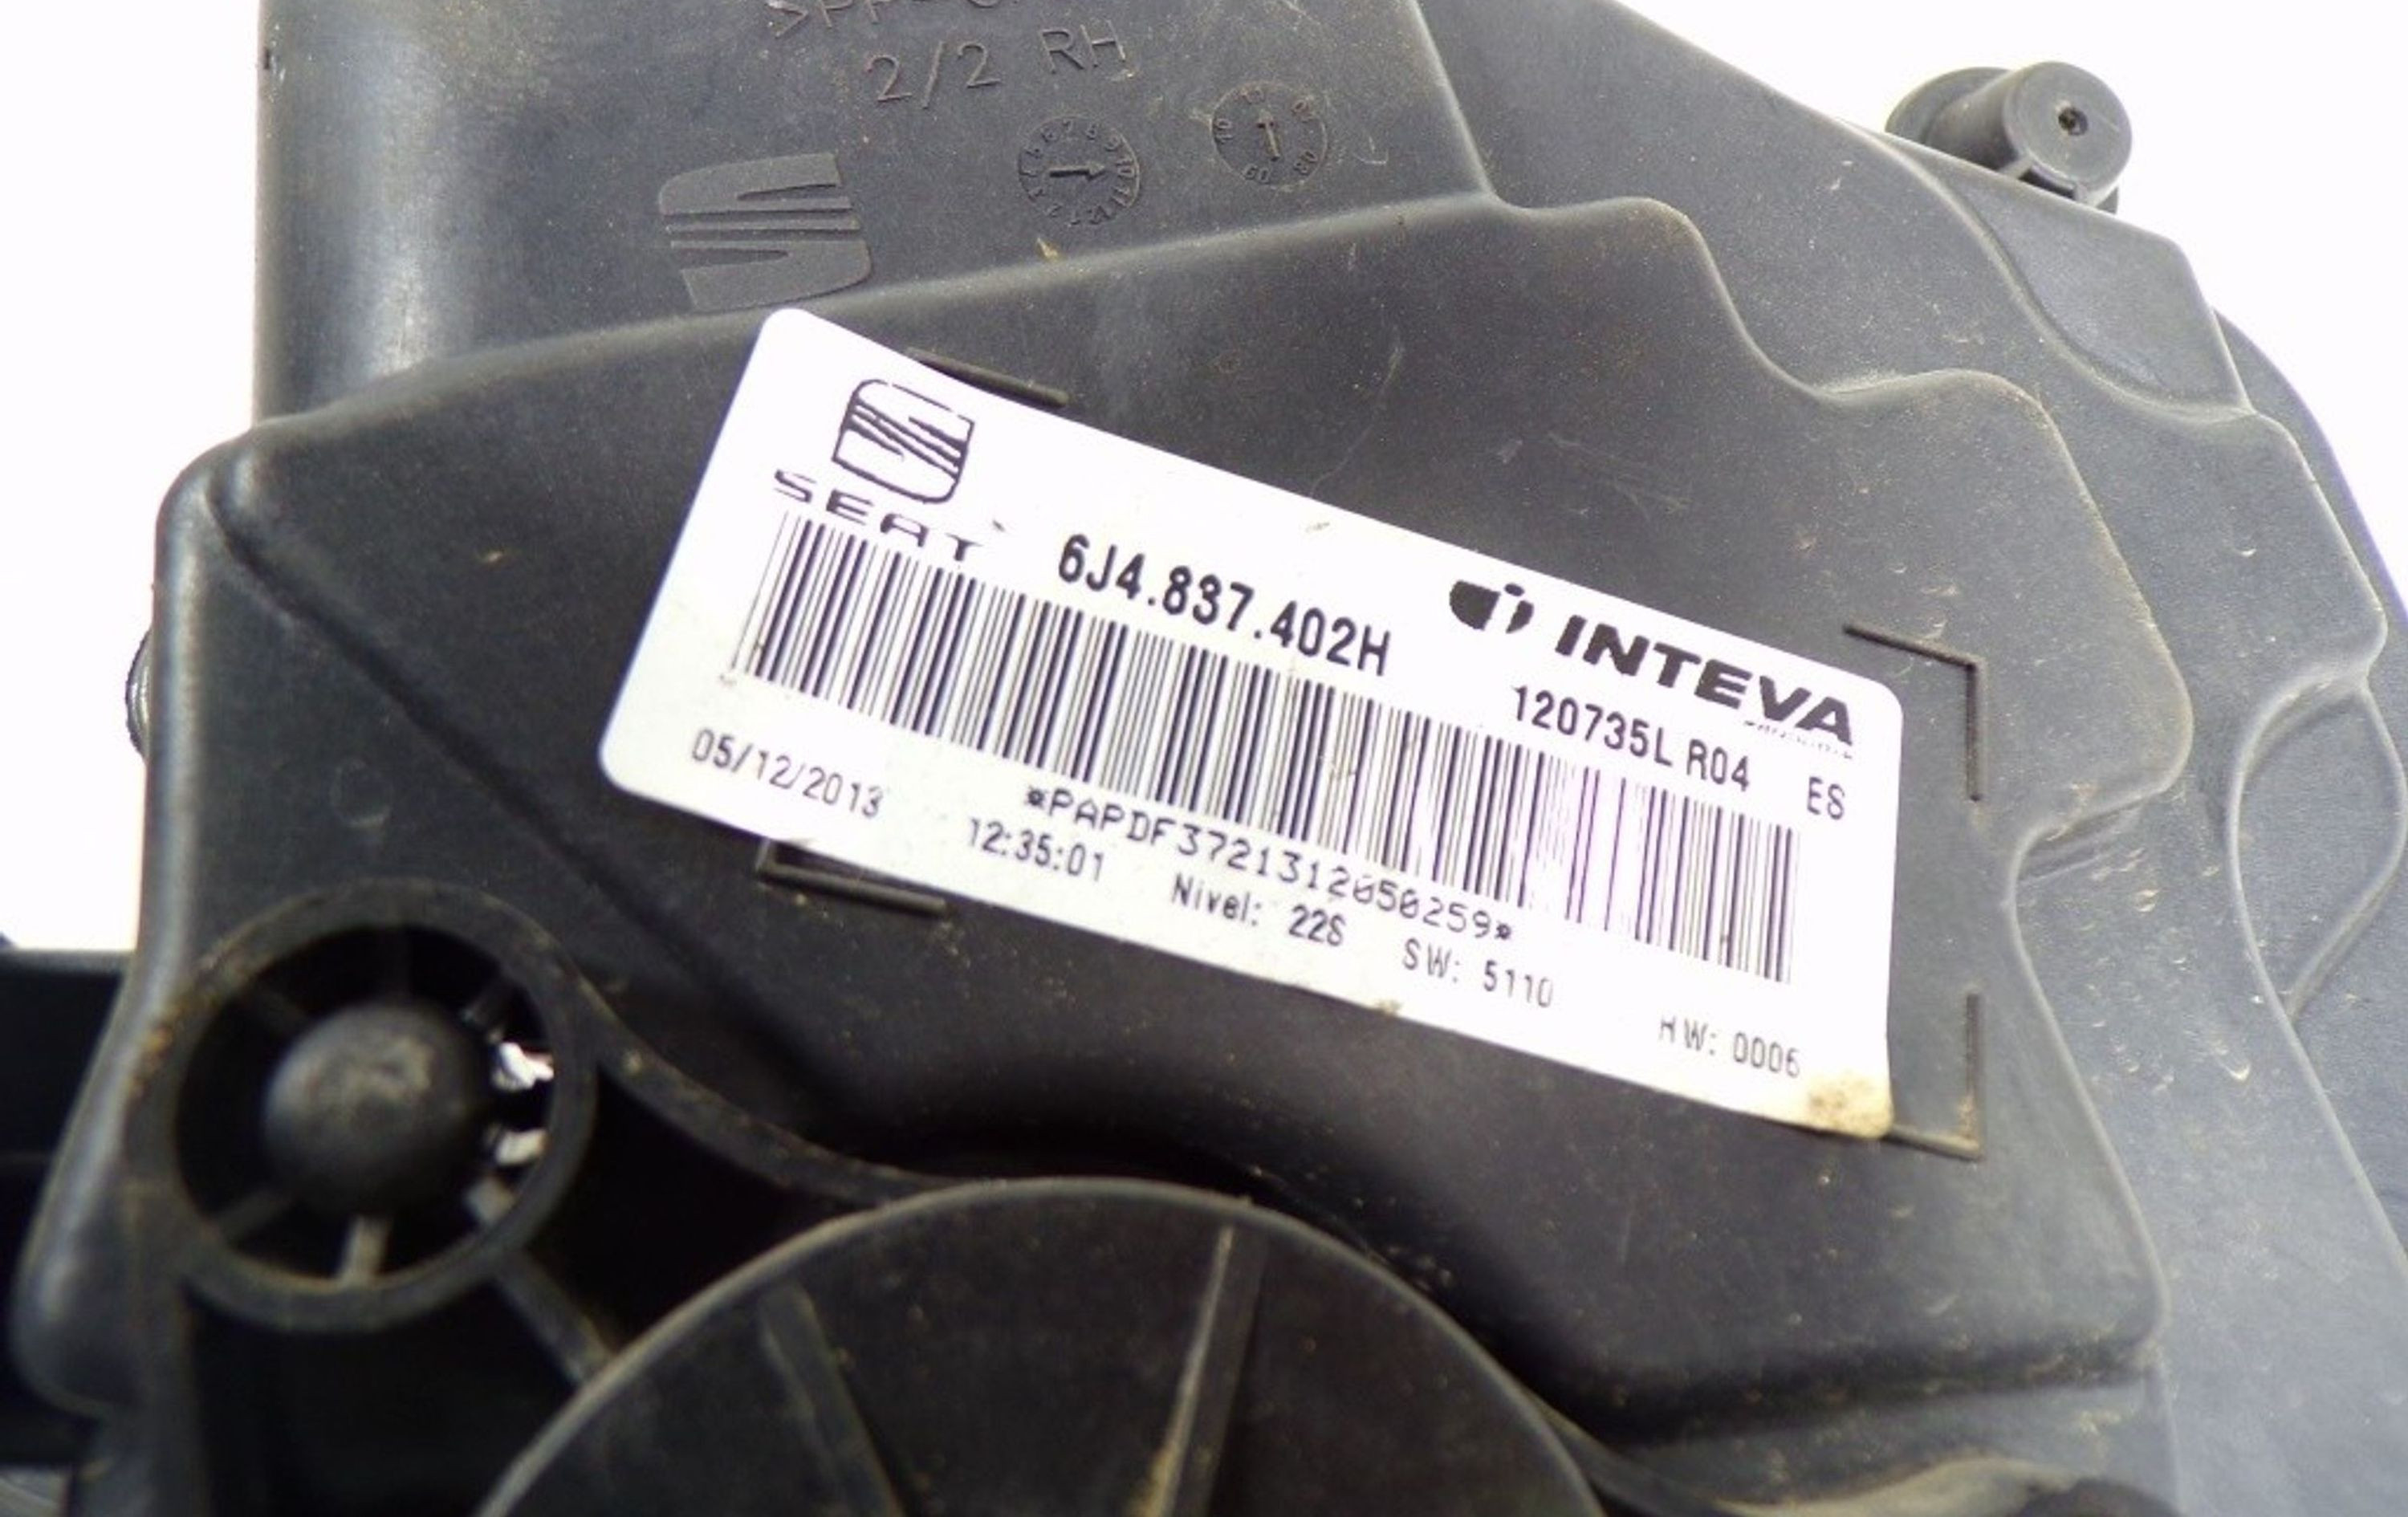 2/2 RH
SEAT
6J4.837.402H
INTEVA
120735L R04 ES
*PAPDF3721312050259*
05/12/2013 12:35:01 Nivel: 22S SW: 5110 HW: 0006